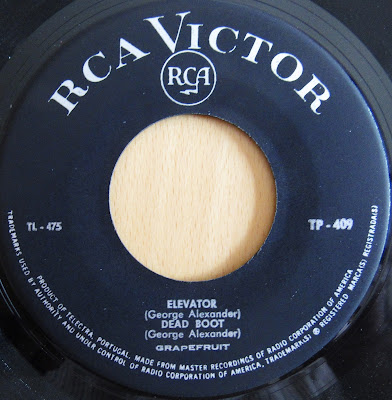 RCA VICTOR
RCA
TL - 475
TP - 409
ELEVATOR
(George Alexander)
DEAD BOOT
(George Alexander)
GRAPEFRUIT
TRADEMARKS USED BY AUTHORITY AND UNDER CONTROL OF RADIO CORPORATION OF AMERICA, TRADEMARK(S) ® REGISTERED MARCA(S) REGISTRADA(S)
PRODUCT OF TELECTRA, PORTUGAL, MADE FROM MASTER RECORDINGS OF RADIO CORPORATION OF AMERICA